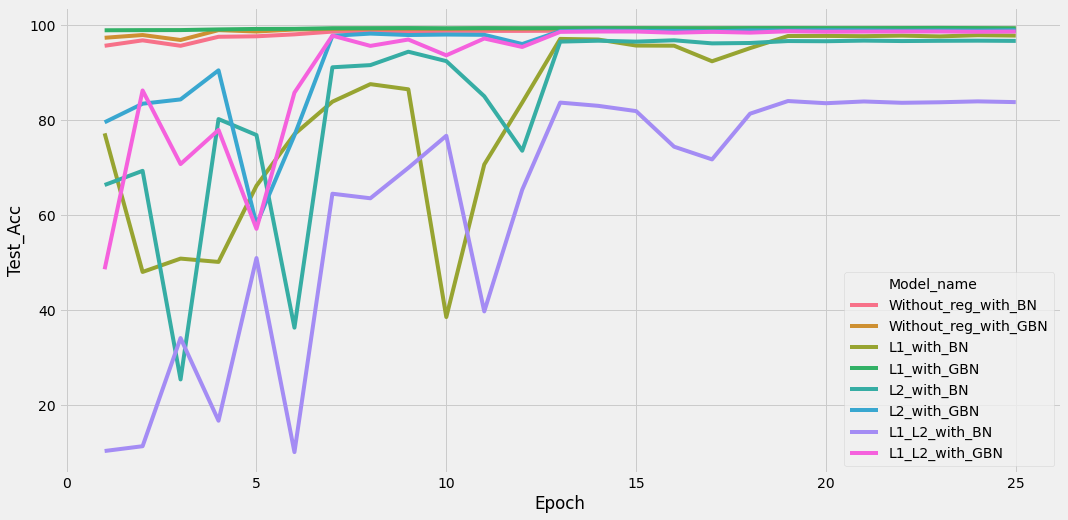 100
80
60
40
20
Test_Acc
0
5
10
15
20
25
Epoch
Model_name
Without_reg_with_BN
Without_reg_with_GBN
L1_with_BN
L1_with_GBN
L2_with_BN
L2_with_GBN
L1_L2_with_BN
L1_L2_with_GBN